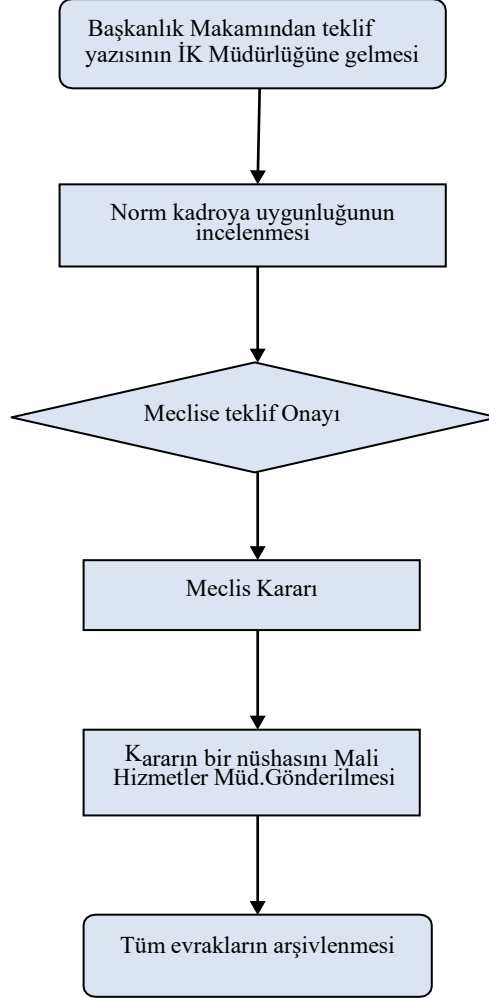 Başkanlık Makamından teklif
yazısının İK Müdürlüğüne gelmesi
Norm kadroya uygunluğunun
incelenmesi
Meclise teklif Onayı
Meclis Kararı
Kararın bir nüshasını Mali
Hizmetler Müd.Gönderilmesi
Tüm evrakların arşivlenmesi